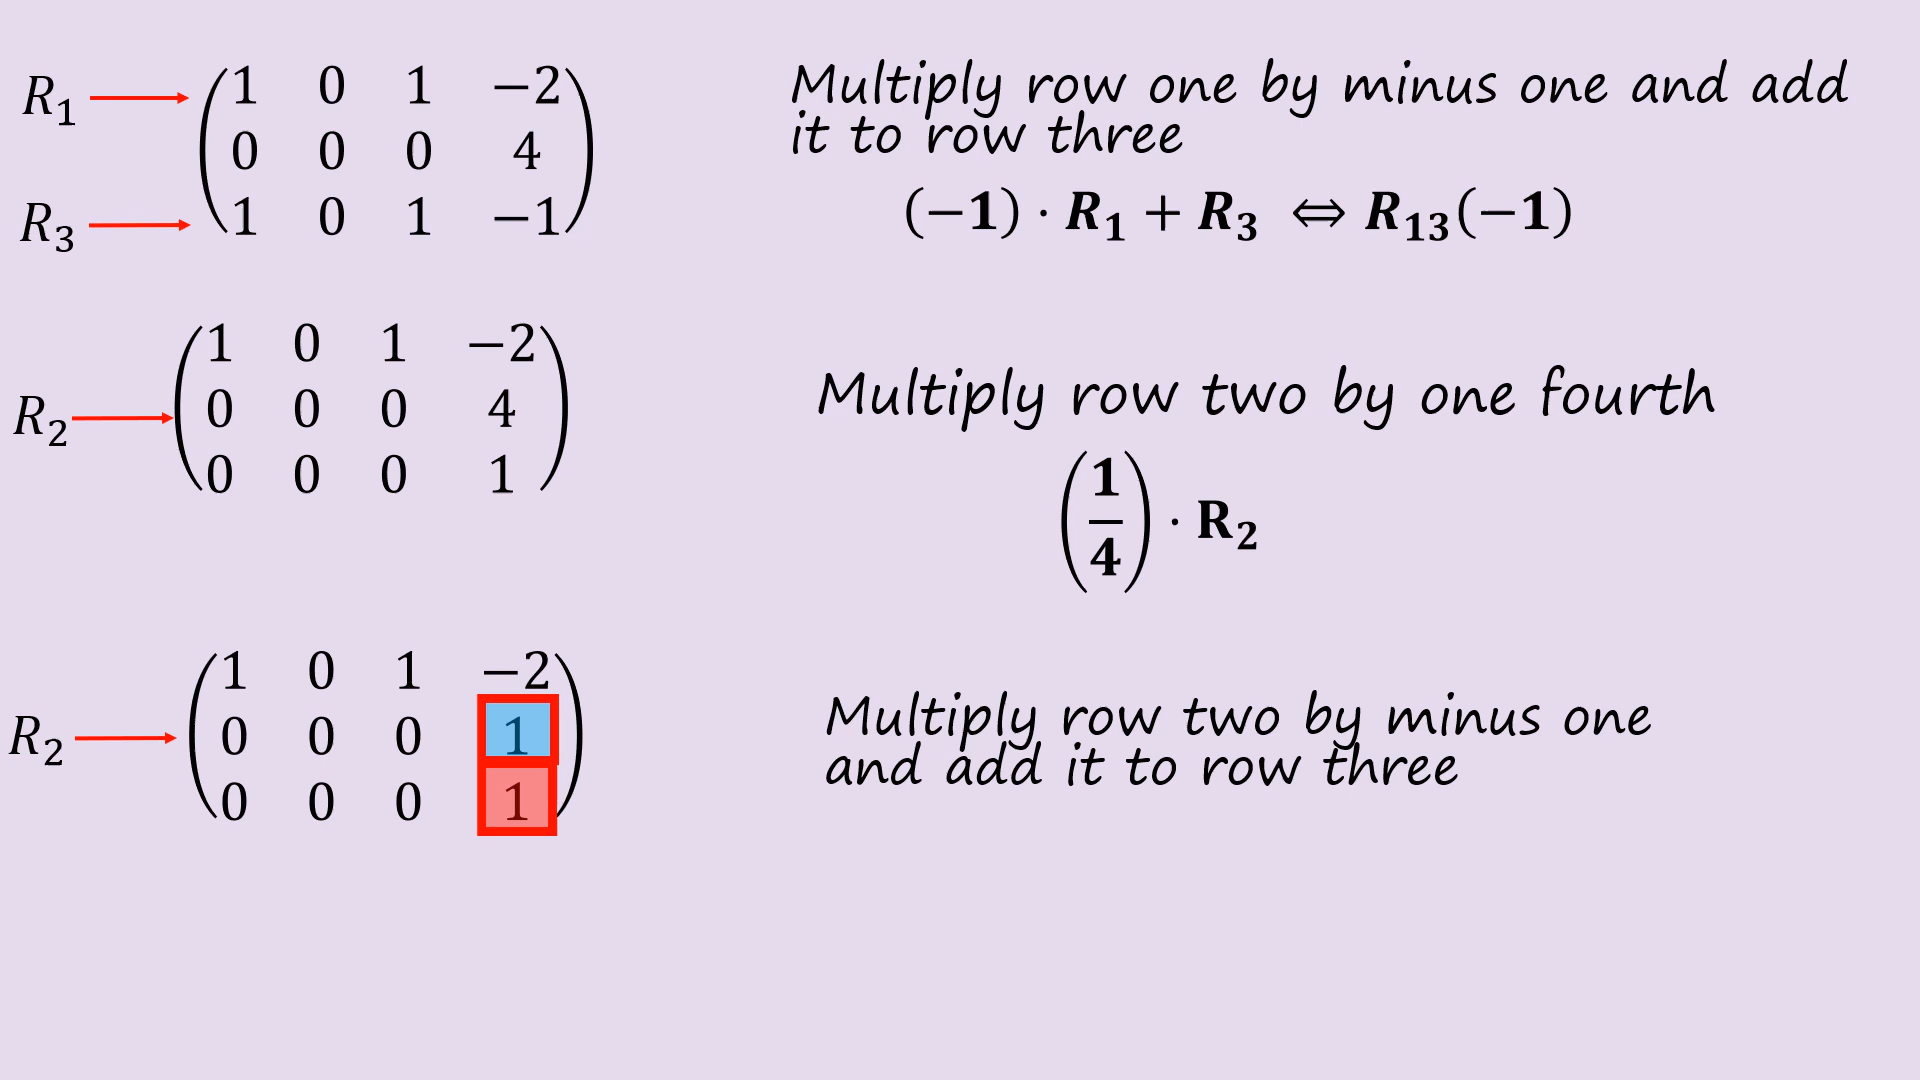 R₁ (1 0 1 −2
0 0 0 4
R₃ 1 0 1 −1)
Multiply row one by minus one and add
it to row three
(−1) · R₁ + R₃ ⇔ R₁₃(−1)
(1 0 1 −2
R₂ 0 0 0 4
0 0 0 1)
Multiply row two by one fourth
(1/4) · R₂
(1 0 1 −2
R₂ 0 0 0 1
0 0 0 1)
Multiply row two by minus one
and add it to row three